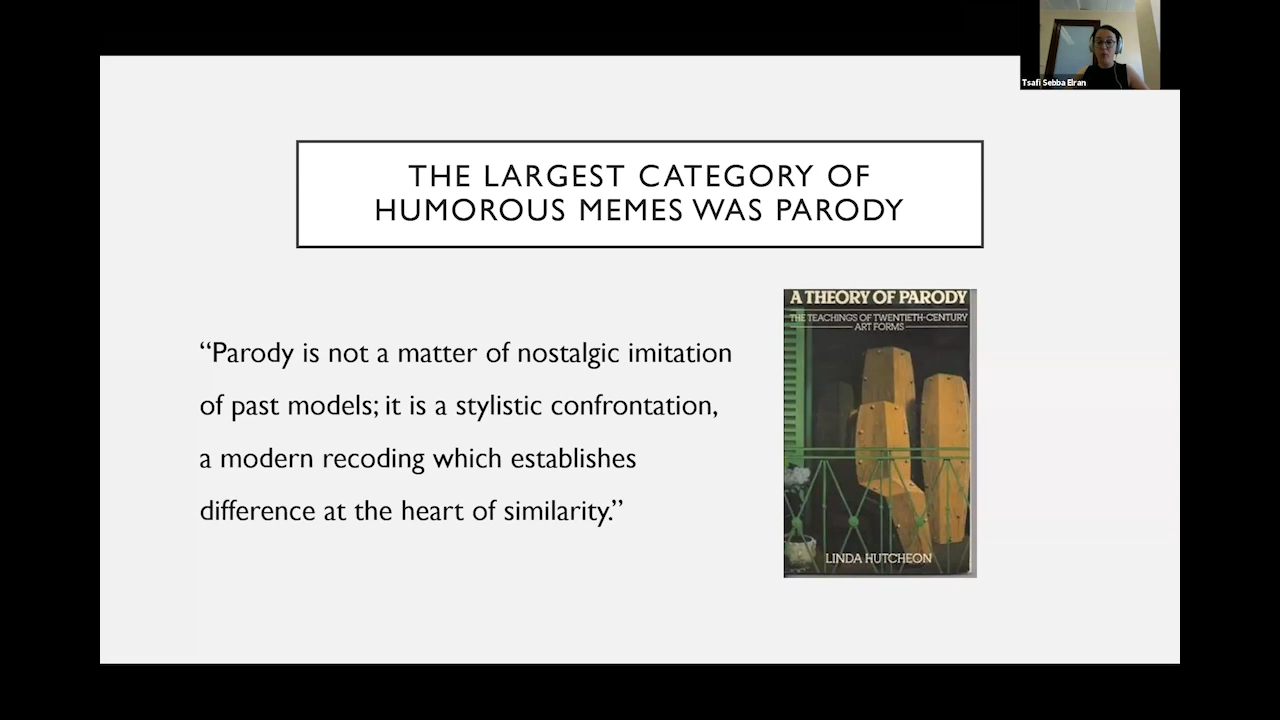 Tsafi Sebba Elran
THE LARGEST CATEGORY OF
HUMOROUS MEMES WAS PARODY
“Parody is not a matter of nostalgic imitation
of past models; it is a stylistic confrontation,
a modern recoding which establishes
difference at the heart of similarity.”
A THEORY OF PARODY
THE TEACHINGS OF TWENTIETH-CENTURY
ART FORMS
LINDA HUTCHEON